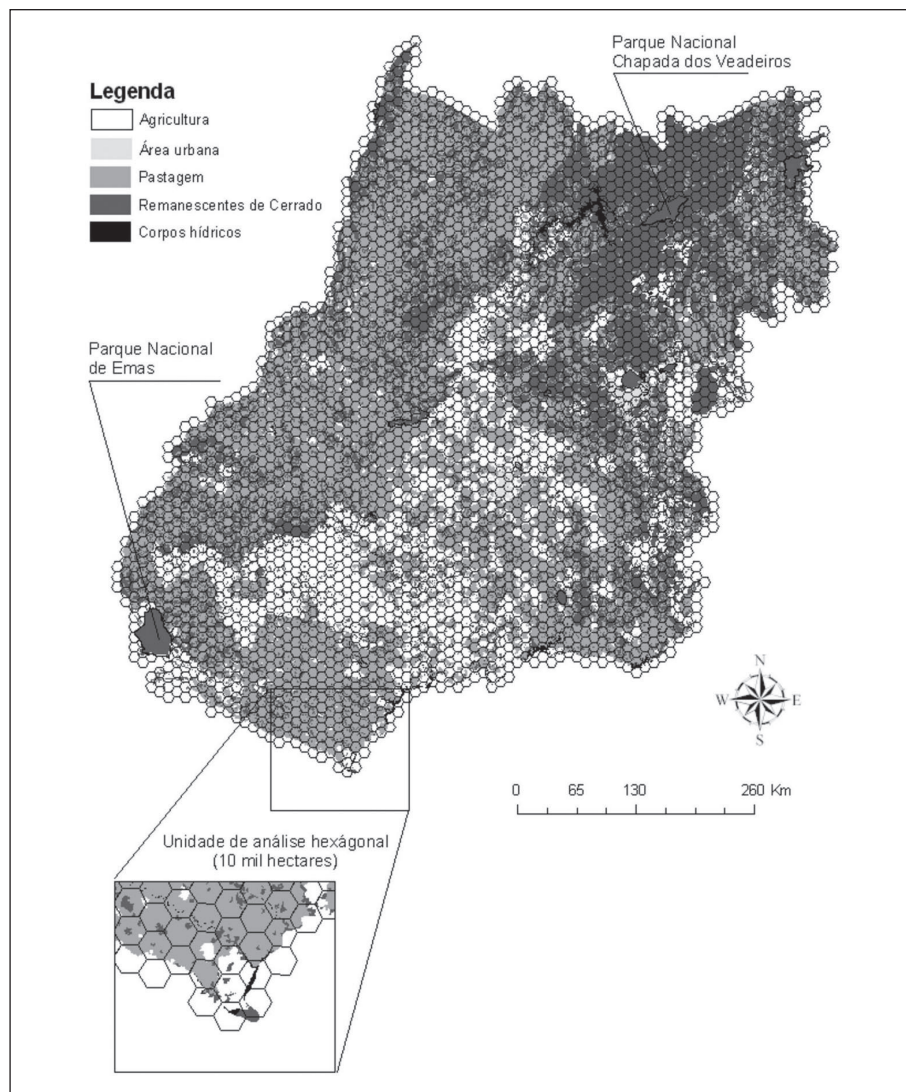 Parque Nacional
Chapada dos Veadeiros
Legenda
Agricultura
Área urbana
Pastagem
Remanescentes de Cerrado
Corpos hídricos
Parque Nacional
de Emas
N
W E
S
0 65 130 260 Km
Unidade de análise hexágonal
(10 mil hectares)